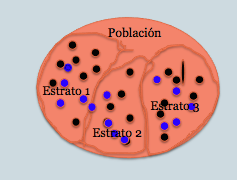 Población
Estrato 1
Estrato 3
Estrato 2